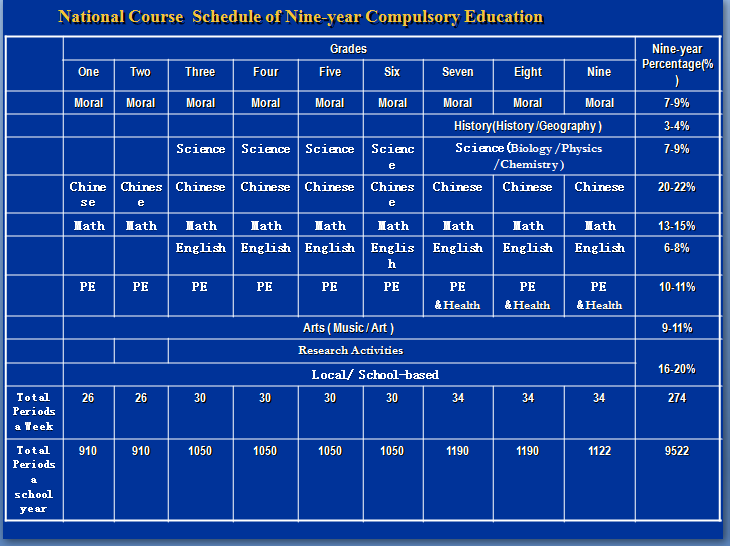 National Course Schedule of Nine-year Compulsory Education
Grades
Nine-year
Percentage(%
)
One Two Three Four Five Six Seven Eight Nine
Moral Moral Moral Moral Moral Moral Moral Moral Moral 7-9%
History(History /Geography ) 3-4%
Science Science Science Scienc
e
Science(Biology /Physics
/Chemistry )
7-9%
Chine
se
Chines
e
Chinese Chinese Chinese Chines
e
Chinese Chinese Chinese 20-22%
Math Math Math Math Math Math Math Math Math 13-15%
English English English Englis
h
English English English 6-8%
PE PE PE PE PE PE PE
&Health
PE
&Health
PE
&Health
10-11%
Arts ( Music / Art ) 9-11%
Research Activities
Local/ School-based
16-20%
Total
Periods
a Week
26 26 30 30 30 30 34 34 34 274
Total
Periods
a
school
year
910 910 1050 1050 1050 1050 1190 1190 1122 9522